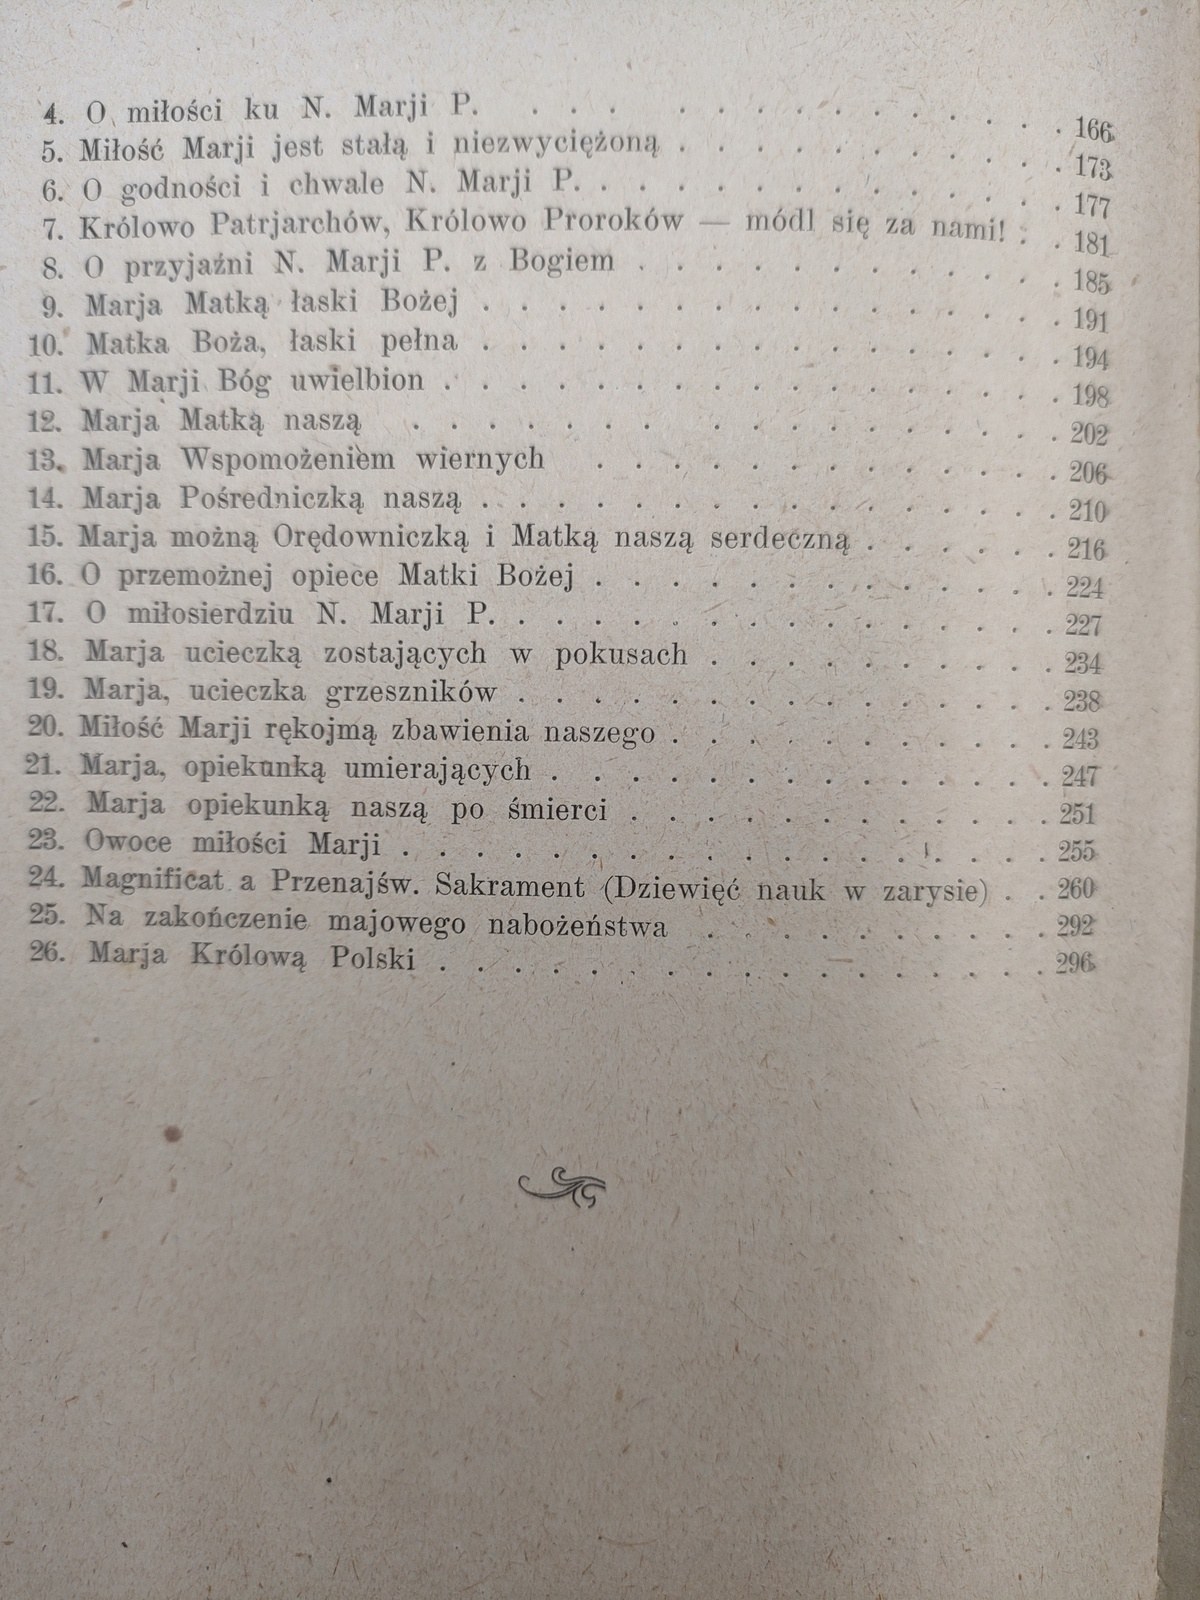 4. O miłości ku N. Marji P. . . . . . . . . . . . . . . 166
5. Miłość Marji jest stałą i niezwyciężoną . . . . . . . . . . . 173
6. O godności i chwale N. Marji P. . . . . . . . . . . . . . 177
7. Królowo Patrjarchów, Królowo Proroków — módl się za nami! . . 181
8. O przyjaźni N. Marji P. z Bogiem . . . . . . . . . . . . 185
9. Marja Matką łaski Bożej . . . . . . . . . . . . . . . . 191
10. Matka Boża, łaski pełna . . . . . . . . . . . . . . . . 194
11. W Marji Bóg uwielbion . . . . . . . . . . . . . . . . . 198
12. Marja Matką naszą . . . . . . . . . . . . . . . . . 202
13. Marja Wspomożeniem wiernych . . . . . . . . . . . . . 206
14. Marja Pośredniczką naszą . . . . . . . . . . . . . . . . 210
15. Marja możną Orędowniczką i Matką naszą serdeczną . . . . . . 216
16. O przemożnej opiece Matki Bożej . . . . . . . . . . . . . 224
17. O miłosierdziu N. Marji P. . . . . . . . . . . . . . . . 227
18. Marja ucieczką zostających w pokusach . . . . . . . . . . 234
19. Marja, ucieczka grzeszników . . . . . . . . . . . . . . . 238
20. Miłość Marji rękojmą zbawienia naszego . . . . . . . . . . . 243
21. Marja, opiekunką umierających . . . . . . . . . . . . . . 247
22. Marja opiekunką naszą po śmierci . . . . . . . . . . . . 251
23. Owoce miłości Marji . . . . . . . . . . . . . . . . . . 255
24. Magnificat a Przenajśw. Sakrament (Dziewięć nauk w zarysie) . . 260
25. Na zakończenie majowego nabożeństwa . . . . . . . . . . 292
26. Marja Królową Polski . . . . . . . . . . . . . . . . . 296